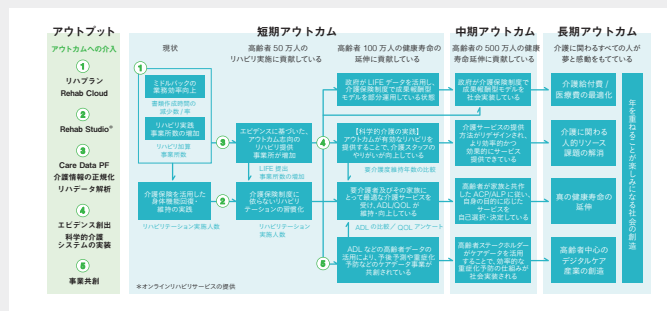 アウトプット
アウトカムへの介入
1
リハプラン
Rehab Cloud
2
Rehab Studio®
3
Care Data PF
介護情報の正規化
リハデータ解析
4
エビデンス創出
科学的介護
システムの実装
5
事業共創
短期アウトカム
現状
高齢者 50 万人の
リハビリ実施に貢献している
高齢者 100 万人の健康寿命の
延伸に貢献している
1
ミドルバックの
業務効率向上
書類作成時間の
減少数 / 率
リハビリ実践
事業所数の増加
リハビリ加算
事業所数
介護保険を活用した
身体機能回復・
維持の実践
リハビリテーション実施人数
3
エビデンスに基づいた、
アウトカム志向の
リハビリ提供
事業所が増加
LIFE 提出
事業所数の増加
2
介護保険制度に
依らないリハビリ
テーションの習慣化
リハビリテーション
実施人数
政府が LIFE データを活用し、
介護保険制度で成果報酬型
モデルを部分運用している状態
4
【科学的介護の実践】
アウトカムが有効なリハビリを
提供することで、介護スタッフの
やりがいが向上している
要介護度維持年数の比較
要介護者及びその家族に
とって最適な介護サービスを
受け、ADL/QOL が
維持・向上している
ADL の比較 / QOL アンケート
5
ADL などの高齢者データの
活用により、予後予測や重症化
予防などのケアデータ事業が
共創されている
＊オンラインリハビリサービスの提供
中期アウトカム
高齢者の 500 万人の健康
寿命延伸に貢献している
政府が介護保険制度で
成果報酬型モデルを
社会実装している
介護サービスの提供
方法がリデザインされ、
より効率的かつ
効果的にサービス
提供できている
高齢者が家族と共作し
た ACP/ALP に従い
自身の目的に応じた
サービスを
自己選択・決定している
高齢者ステークホルダー
がケアデータを活用
することで、効率的な
重症化予防の仕組みが
社会実装される
長期アウトカム
介護に関わるすべての人が
夢と感動をもてている
介護給付費 /
医療費の最適化
介護に関わる
人的リソース
課題の解消
真の健康寿命の
延伸
高齢者中心の
デジタルケア
産業の創造
年を重ねることが楽しみになる社会の創造